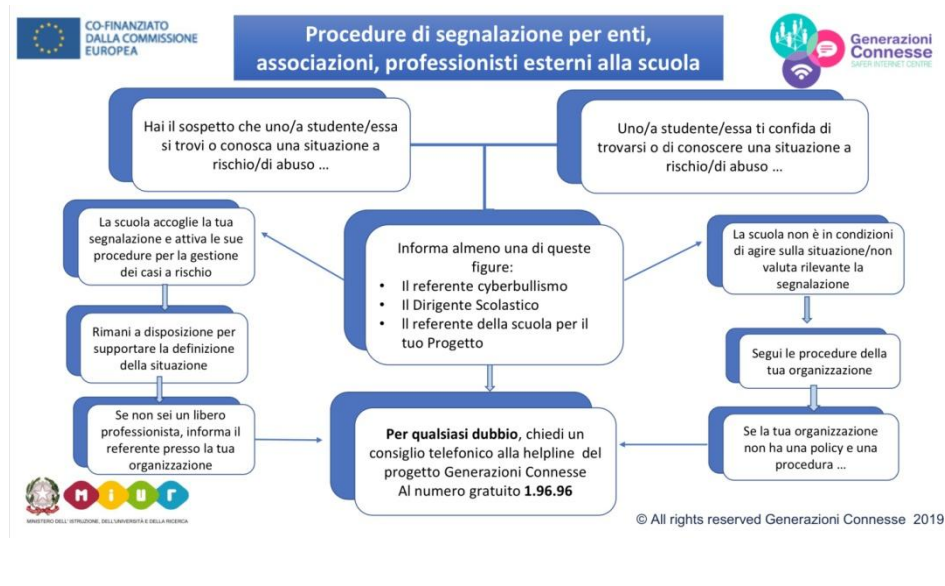 CO-FINANZIATO
DALLA COMMISSIONE
EUROPEA
Procedure di segnalazione per enti,
associazioni, professionisti esterni alla scuola
Generazioni
Connesse
SAFER INTERNET CENTRE
Hai il sospetto che uno/a studente/essa
si trovi o conosca una situazione a
rischio/di abuso ...
Uno/a studente/essa ti confida di
trovarsi o di conoscere una situazione a
rischio/di abuso ...
La scuola accoglie la tua
segnalazione e attiva le sue
procedure per la gestione
dei casi a rischio
Informa almeno una di queste
figure:
• Il referente cyberbullismo
• Il Dirigente Scolastico
• Il referente della scuola per il
tuo Progetto
La scuola non è in condizioni
di agire sulla situazione/non
valuta rilevante la
segnalazione
Rimani a disposizione per
supportare la definizione
della situazione
Segui le procedure della
tua organizzazione
Se non sei un libero
professionista, informa il
referente presso la tua
organizzazione
Per qualsiasi dubbio, chiedi un
consiglio telefonico alla helpline del
progetto Generazioni Connesse
Al numero gratuito 1.96.96
Se la tua organizzazione
non ha una policy e una
procedura ...
MIUR
MINISTERO DELL' ISTRUZIONE, DELL'UNIVERSITÀ E DELLA RICERCA
© All rights reserved Generazioni Connesse 2019